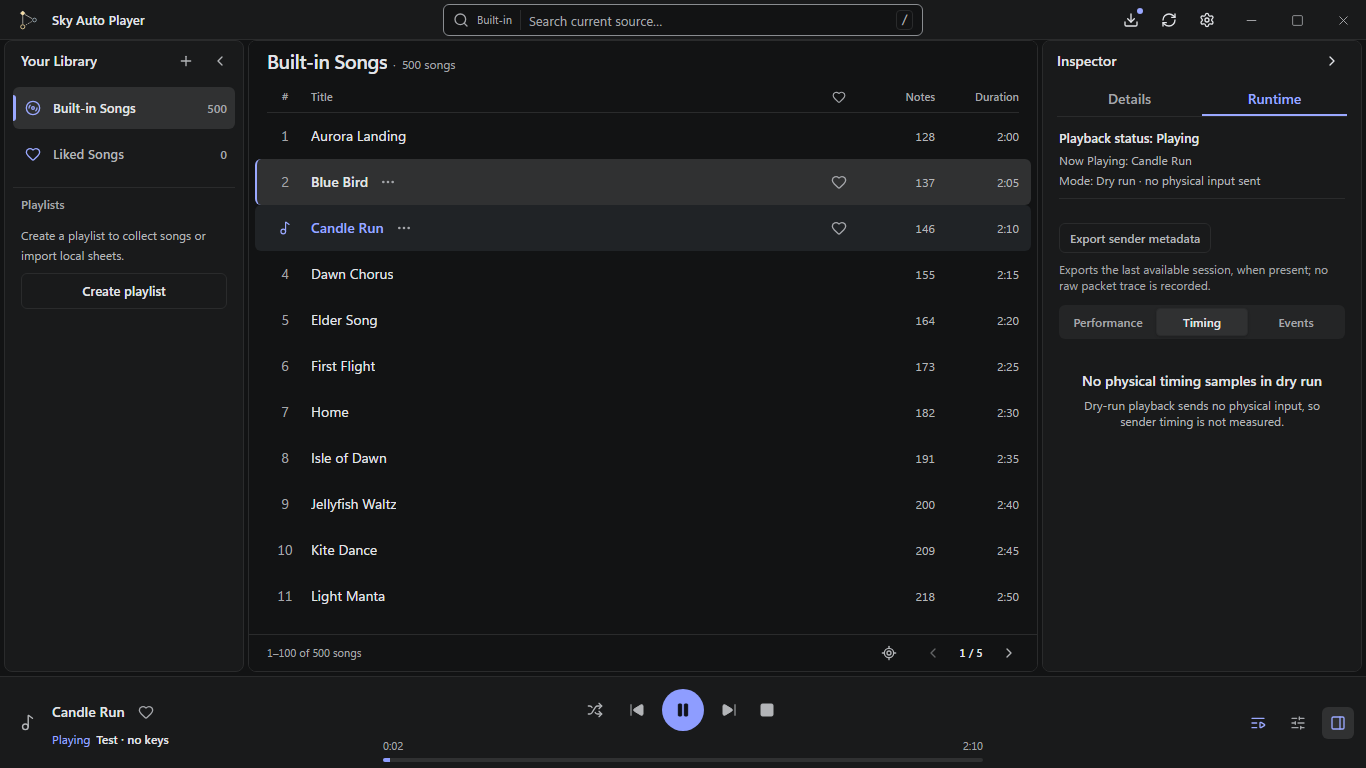 Sky Auto Player
Built-in
Search current source...
/
Your Library
Built-in Songs
500
Liked Songs
0
Playlists
Create a playlist to collect songs or
import local sheets.
Create playlist
Built-in Songs · 500 songs
# Title Notes Duration
1 Aurora Landing 128 2:00
2 Blue Bird ··· 137 2:05
Candle Run ··· 146 2:10
4 Dawn Chorus 155 2:15
5 Elder Song 164 2:20
6 First Flight 173 2:25
7 Home 182 2:30
8 Isle of Dawn 191 2:35
9 Jellyfish Waltz 200 2:40
10 Kite Dance 209 2:45
11 Light Manta 218 2:50
1–100 of 500 songs
1 / 5
Inspector
Details Runtime
Playback status: Playing
Now Playing: Candle Run
Mode: Dry run · no physical input sent
Export sender metadata
Exports the last available session, when present; no
raw packet trace is recorded.
Performance Timing Events
No physical timing samples in dry run
Dry-run playback sends no physical input, so
sender timing is not measured.
Candle Run
Playing Test · no keys
0:02 2:10